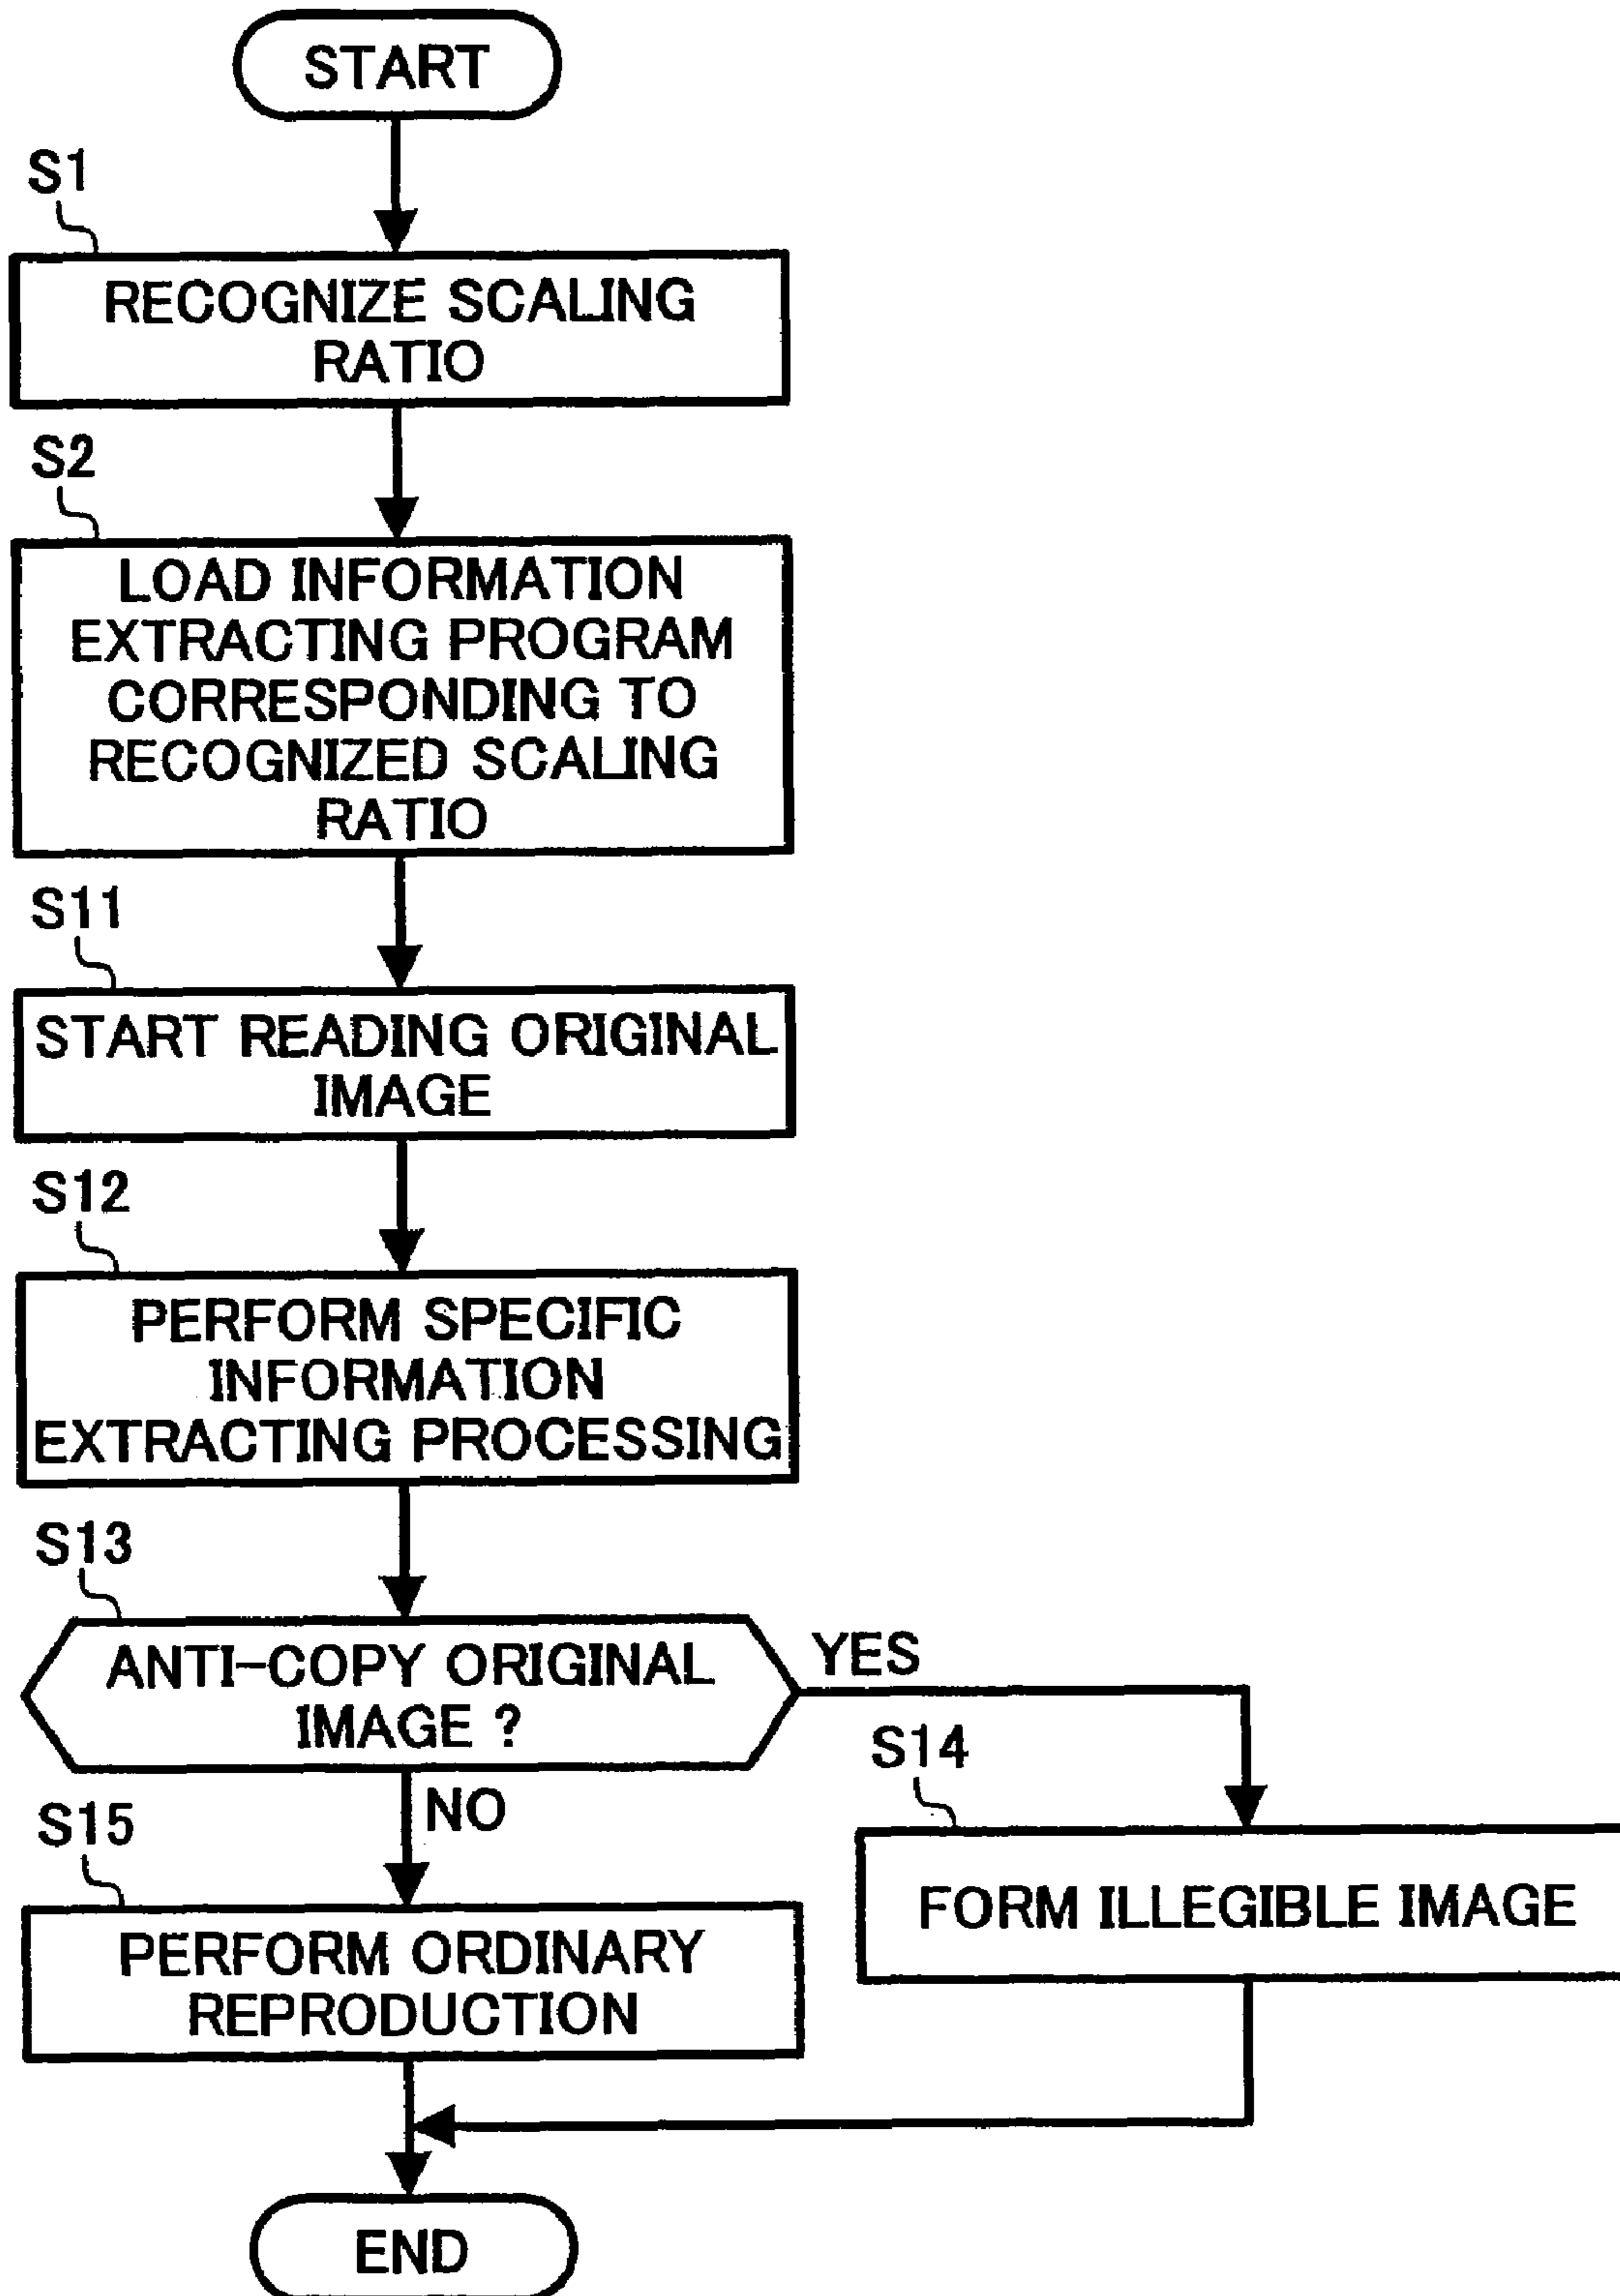 START
S1
RECOGNIZE SCALING
RATIO
S2
LOAD INFORMATION
EXTRACTING PROGRAM
CORRESPONDING TO
RECOGNIZED SCALING
RATIO
S11
START READING ORIGINAL
IMAGE
S12
PERFORM SPECIFIC
INFORMATION
EXTRACTING PROCESSING
S13
ANTI-COPY ORIGINAL
IMAGE ?
YES
S14
FORM ILLEGIBLE IMAGE
NO
S15
PERFORM ORDINARY
REPRODUCTION
END